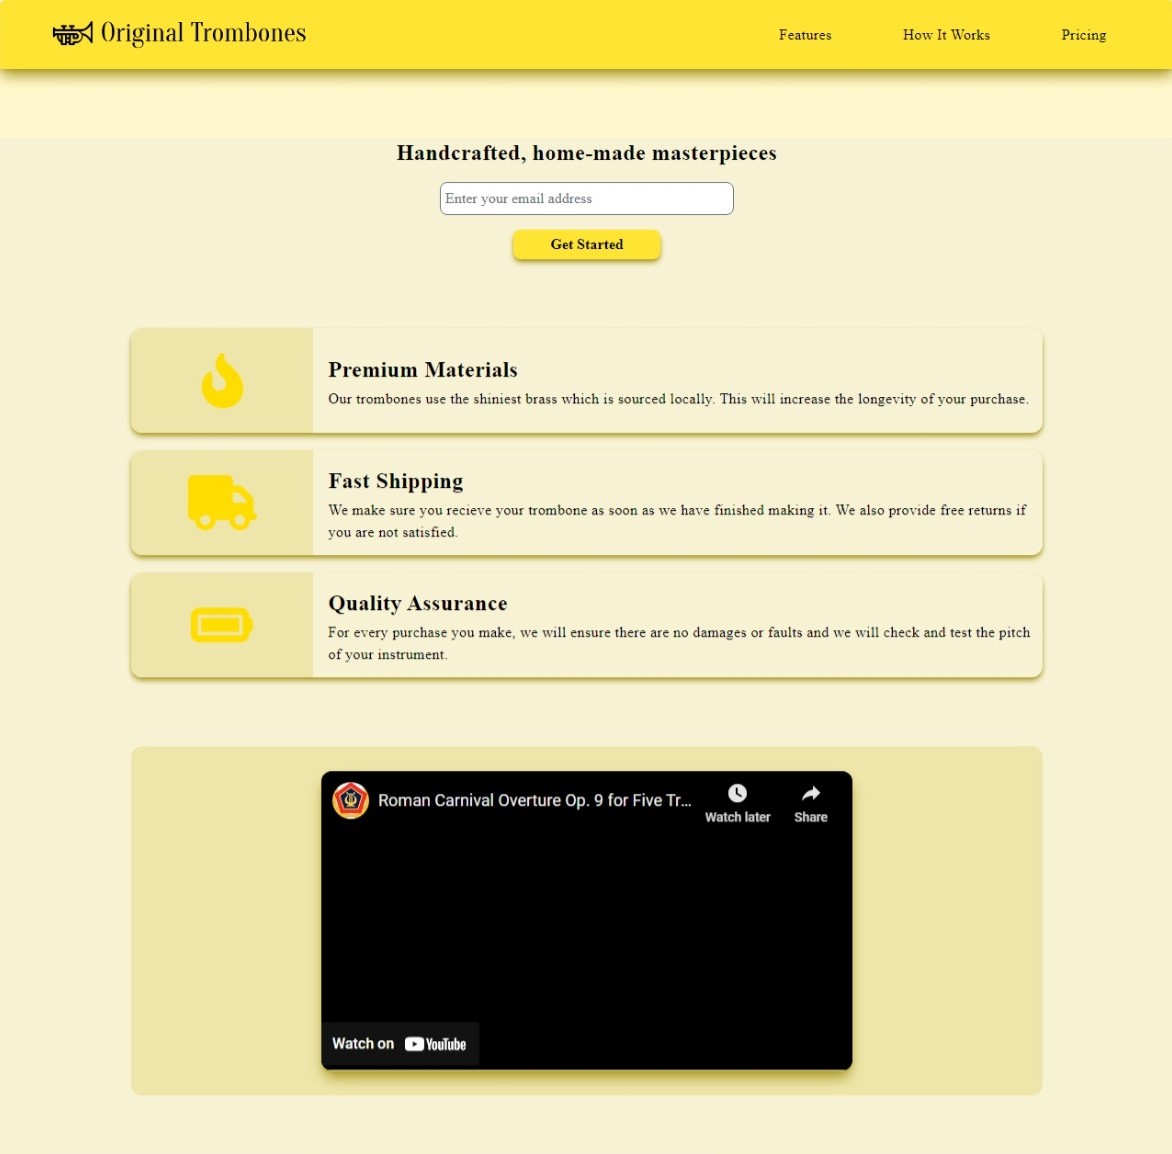 Original Trombones
Features
How It Works
Pricing
Handcrafted, home-made masterpieces
Enter your email address
Get Started
Premium Materials
Our trombones use the shiniest brass which is sourced locally. This will increase the longevity of your purchase.
Fast Shipping
We make sure you recieve your trombone as soon as we have finished making it. We also provide free returns if
you are not satisfied.
Quality Assurance
For every purchase you make, we will ensure there are no damages or faults and we will check and test the pitch
of your instrument.
Roman Carnival Overture Op. 9 for Five Tr...
Watch later
Share
Watch on YouTube